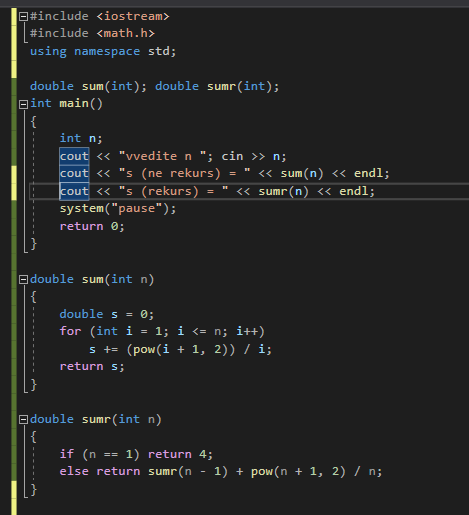 #include <iostream>
#include <math.h>
using namespace std;
double sum(int); double sumr(int);
int main()
{
int n;
cout << "vvedite n "; cin >> n;
cout << "s (ne rekurs) = " << sum(n) << endl;
cout << "s (rekurs) = " << sumr(n) << endl;
system("pause");
return 0;
}
double sum(int n)
{
double s = 0;
for (int i = 1; i <= n; i++)
s += (pow(i + 1, 2)) / i;
return s;
}
double sumr(int n)
{
if (n == 1) return 4;
else return sumr(n - 1) + pow(n + 1, 2) / n;
}